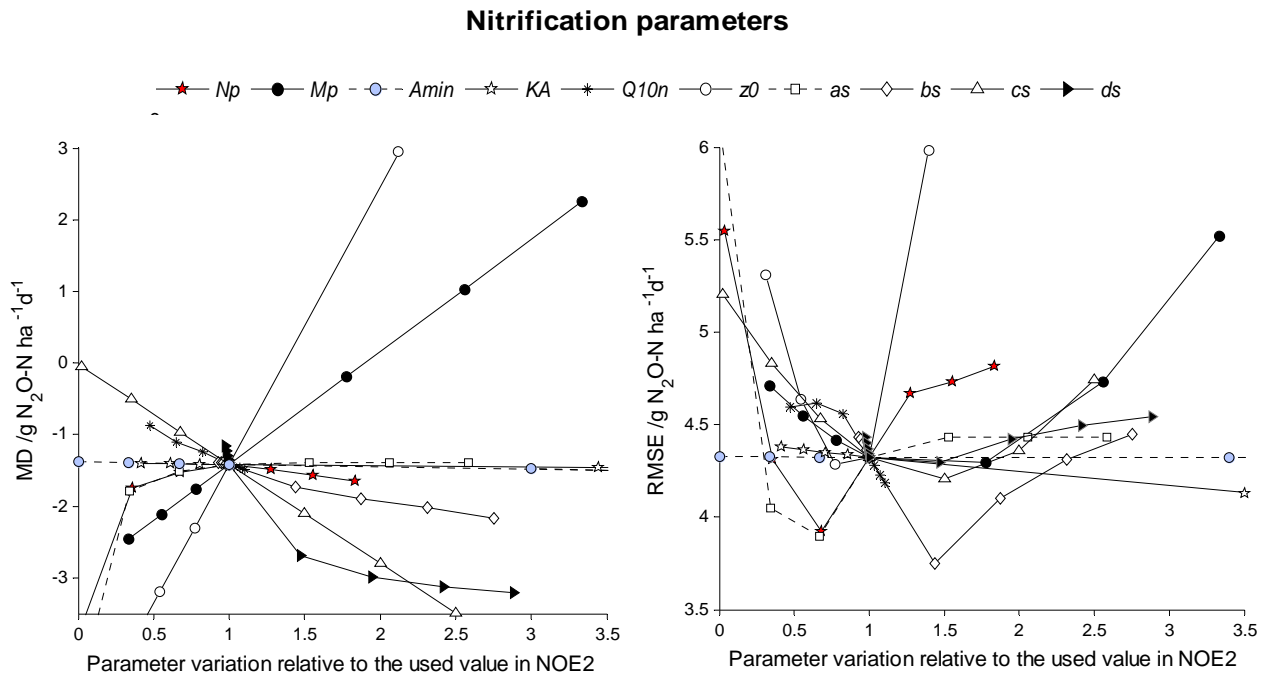 Nitrification parameters
Np Mp Amin KA Q10n z0 as bs cs ds
MD /g N2O-N ha -1d-1
3
2
1
0
-1
-2
-3
0 0.5 1 1.5 2 2.5 3 3.5
Parameter variation relative to the used value in NOE2
RMSE /g N2O-N ha -1d-1
6
5.5
5
4.5
4
3.5
0 0.5 1 1.5 2 2.5 3 3.5
Parameter variation relative to the used value in NOE2